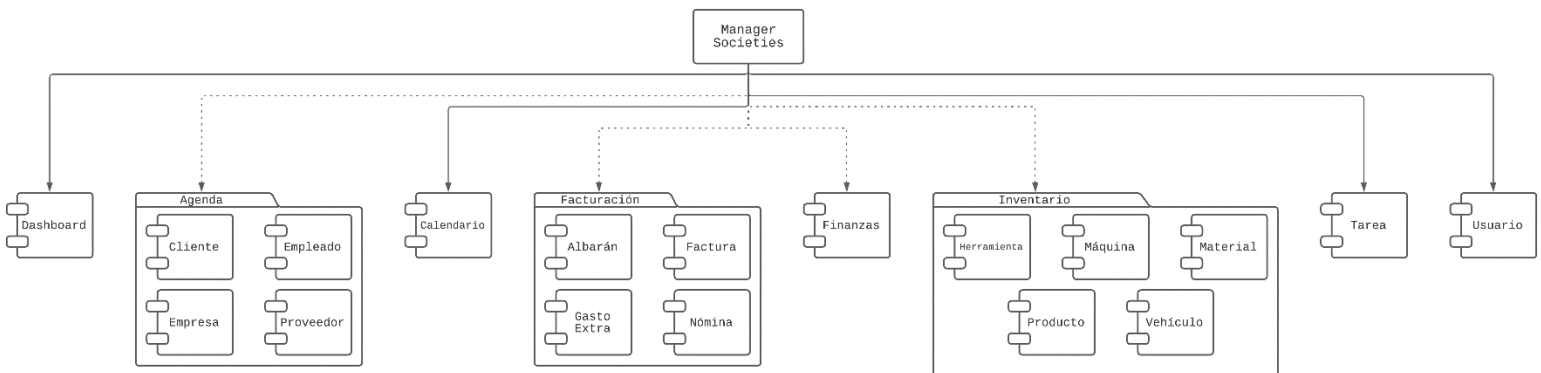 Manager
Societies
Dashboard
Agenda
Cliente
Empleado
Empresa
Proveedor
Calendario
Facturación
Albarán
Factura
Gasto
Extra
Nómina
Finanzas
Inventario
Herramienta
Máquina
Material
Producto
Vehículo
Tarea
Usuario